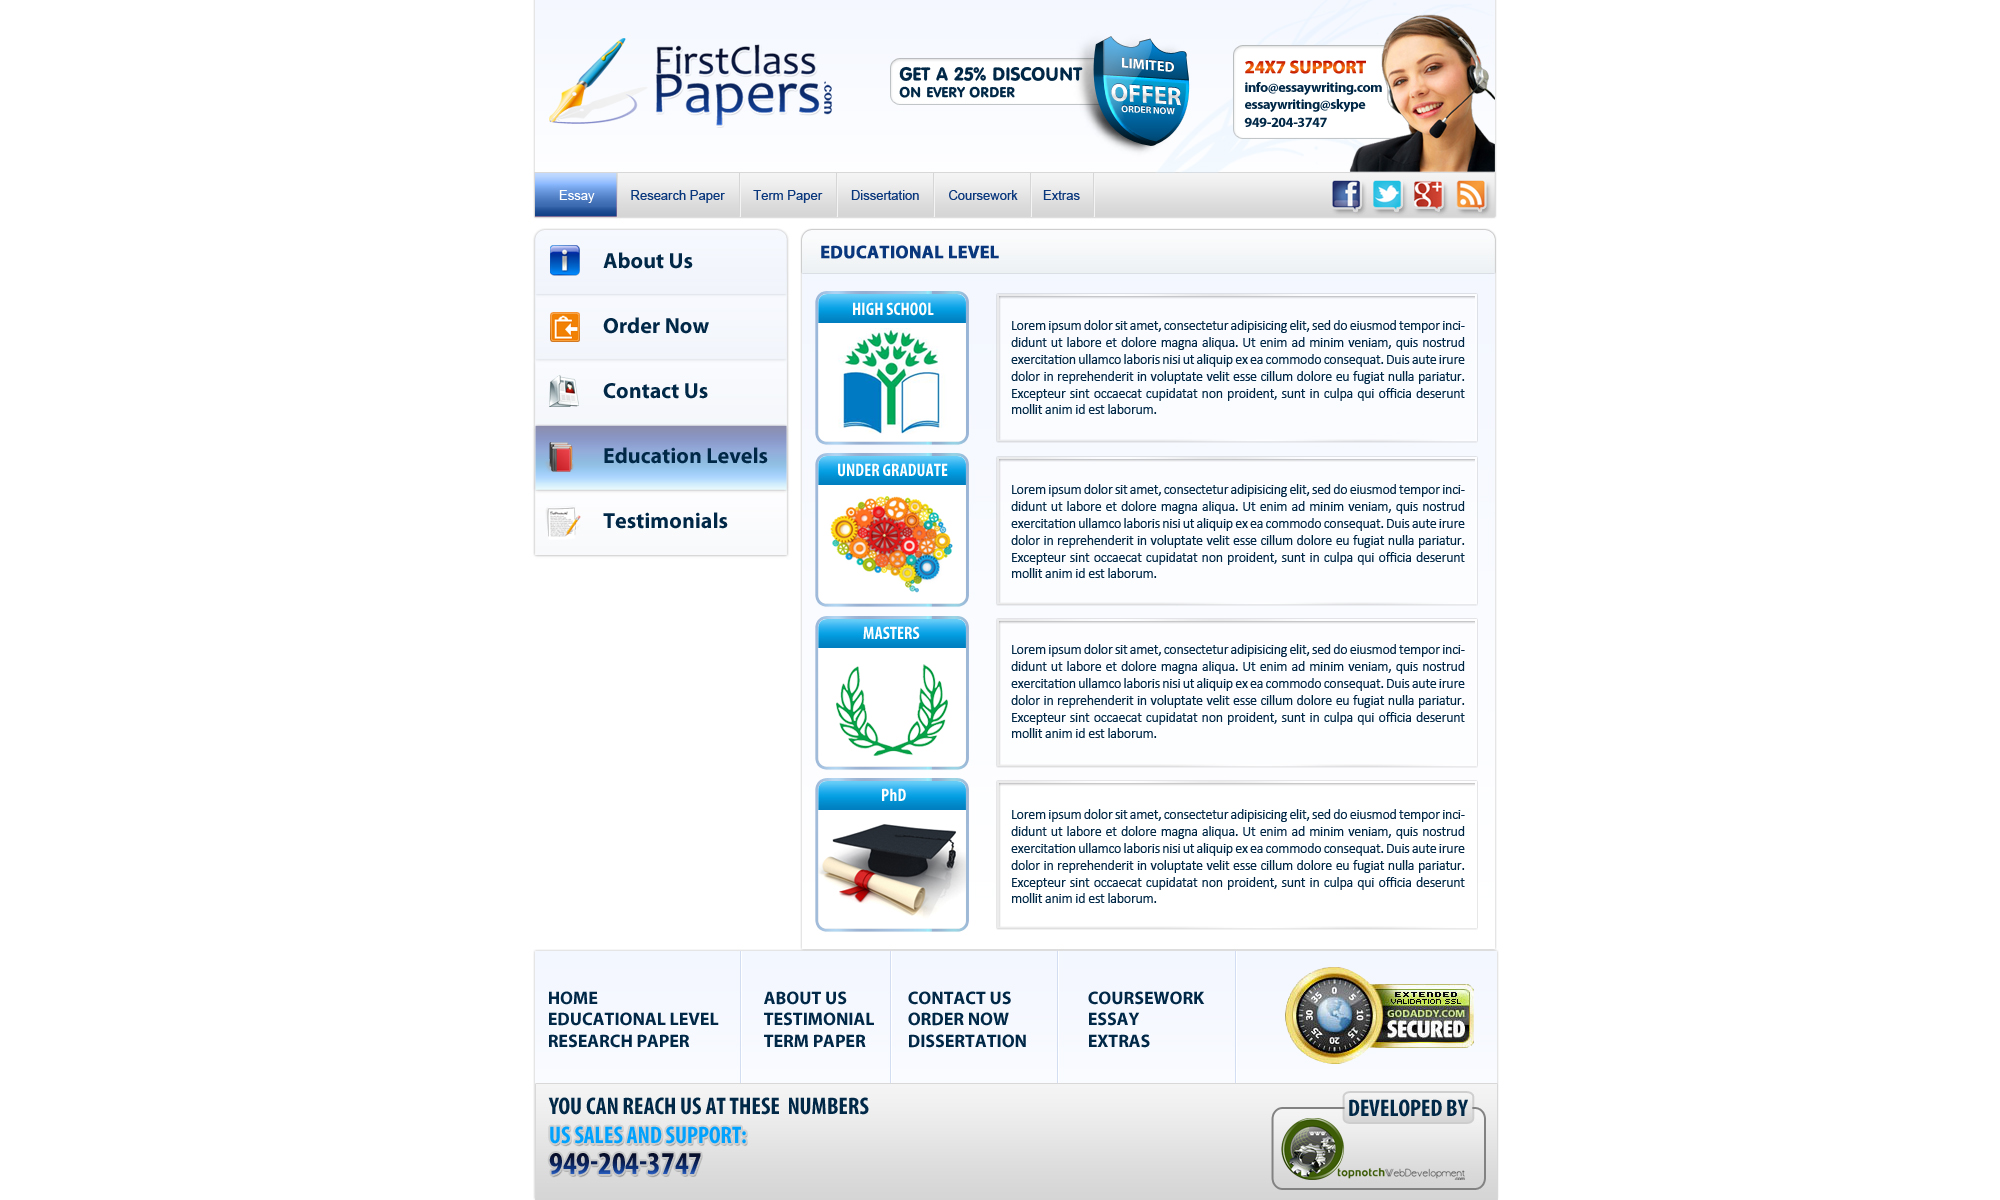 FirstClass
Papers.com
GET A 25% DISCOUNT
ON EVERY ORDER
LIMITED
OFFER
ORDER NOW
24X7 SUPPORT
info@essaywriting.com
essaywriting@skype
949-204-3747
Essay Research Paper Term Paper Dissertation Coursework Extras
About Us
Order Now
Contact Us
Education Levels
Testimonials
EDUCATIONAL LEVEL
HIGH SCHOOL
Lorem ipsum dolor sit amet, consectetur adipisicing elit, sed do eiusmod tempor inci-
didunt ut labore et dolore magna aliqua. Ut enim ad minim veniam, quis nostrud
exercitation ullamco laboris nisi ut aliquip ex ea commodo consequat. Duis aute irure
dolor in reprehenderit in voluptate velit esse cillum dolore eu fugiat nulla pariatur.
Excepteur sint occaecat cupidatat non proident, sunt in culpa qui officia deserunt
mollit anim id est laborum.
UNDER GRADUATE
Lorem ipsum dolor sit amet, consectetur adipisicing elit, sed do eiusmod tempor inci-
didunt ut labore et dolore magna aliqua. Ut enim ad minim veniam, quis nostrud
exercitation ullamco laboris nisi ut aliquip ex ea commodo consequat. Duis aute irure
dolor in reprehenderit in voluptate velit esse cillum dolore eu fugiat nulla pariatur.
Excepteur sint occaecat cupidatat non proident, sunt in culpa qui officia deserunt
mollit anim id est laborum.
MASTERS
Lorem ipsum dolor sit amet, consectetur adipisicing elit, sed do eiusmod tempor inci-
didunt ut labore et dolore magna aliqua. Ut enim ad minim veniam, quis nostrud
exercitation ullamco laboris nisi ut aliquip ex ea commodo consequat. Duis aute irure
dolor in reprehenderit in voluptate velit esse cillum dolore eu fugiat nulla pariatur.
Excepteur sint occaecat cupidatat non proident, sunt in culpa qui officia deserunt
mollit anim id est laborum.
PhD
Lorem ipsum dolor sit amet, consectetur adipisicing elit, sed do eiusmod tempor inci-
didunt ut labore et dolore magna aliqua. Ut enim ad minim veniam, quis nostrud
exercitation ullamco laboris nisi ut aliquip ex ea commodo consequat. Duis aute irure
dolor in reprehenderit in voluptate velit esse cillum dolore eu fugiat nulla pariatur.
Excepteur sint occaecat cupidatat non proident, sunt in culpa qui officia deserunt
mollit anim id est laborum.
HOME
EDUCATIONAL LEVEL
RESEARCH PAPER
ABOUT US
TESTIMONIAL
TERM PAPER
CONTACT US
ORDER NOW
DISSERTATION
COURSEWORK
ESSAY
EXTRAS
0 5 10 15 20 25 30 35
EXTENDED
VALIDATION SSL
GODADDY.COM
SECURED
YOU CAN REACH US AT THESE NUMBERS
US SALES AND SUPPORT:
949-204-3747
DEVELOPED BY
topnotchWebDevelopment
.com